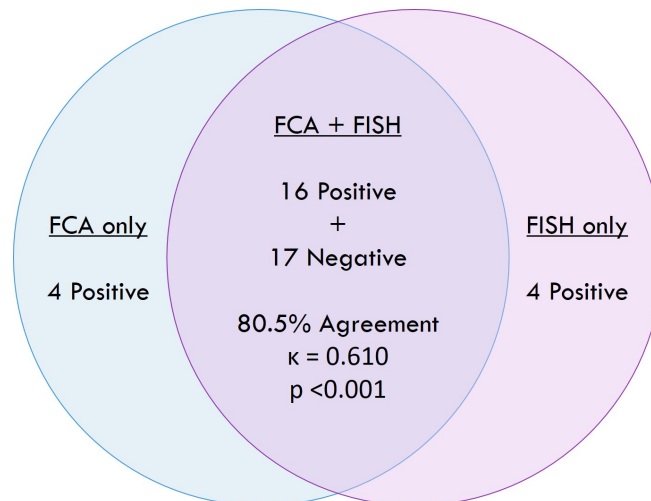 FCA + FISH
16 Positive
+
17 Negative
80.5% Agreement
κ = 0.610
p <0.001
FCA only
4 Positive
FISH only
4 Positive